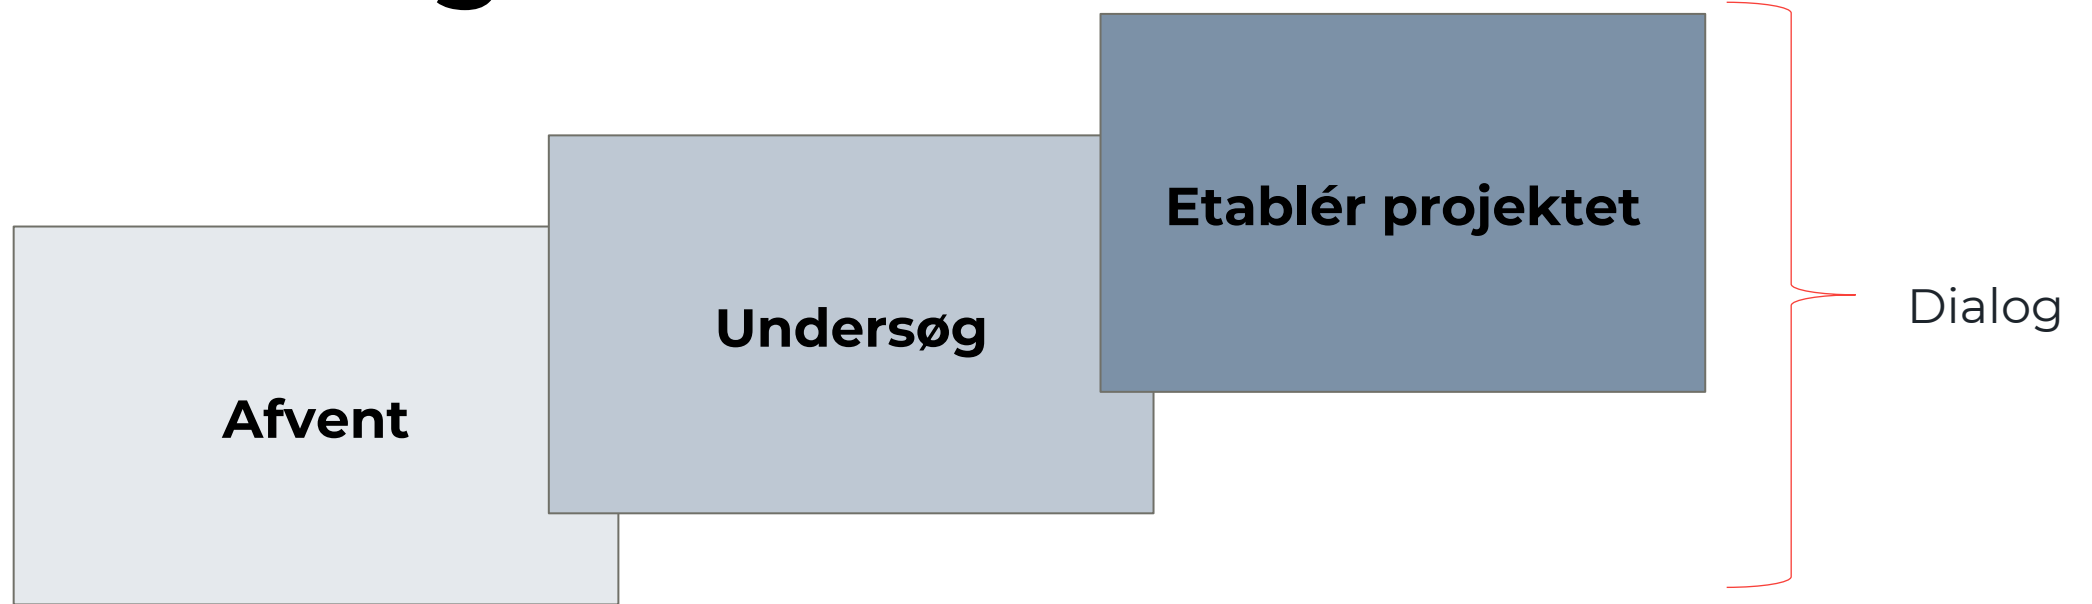 Afvent
Undersøg
Etablér projektet
Dialog